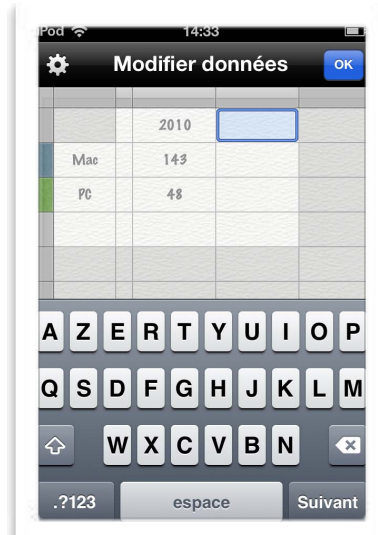 iPod 14:33
Modifier données OK
2010
Mac 143
PC 48
A Z E R T Y U I O P
Q S D F G H J K L M
W X C V B N
.?123 espace Suivant